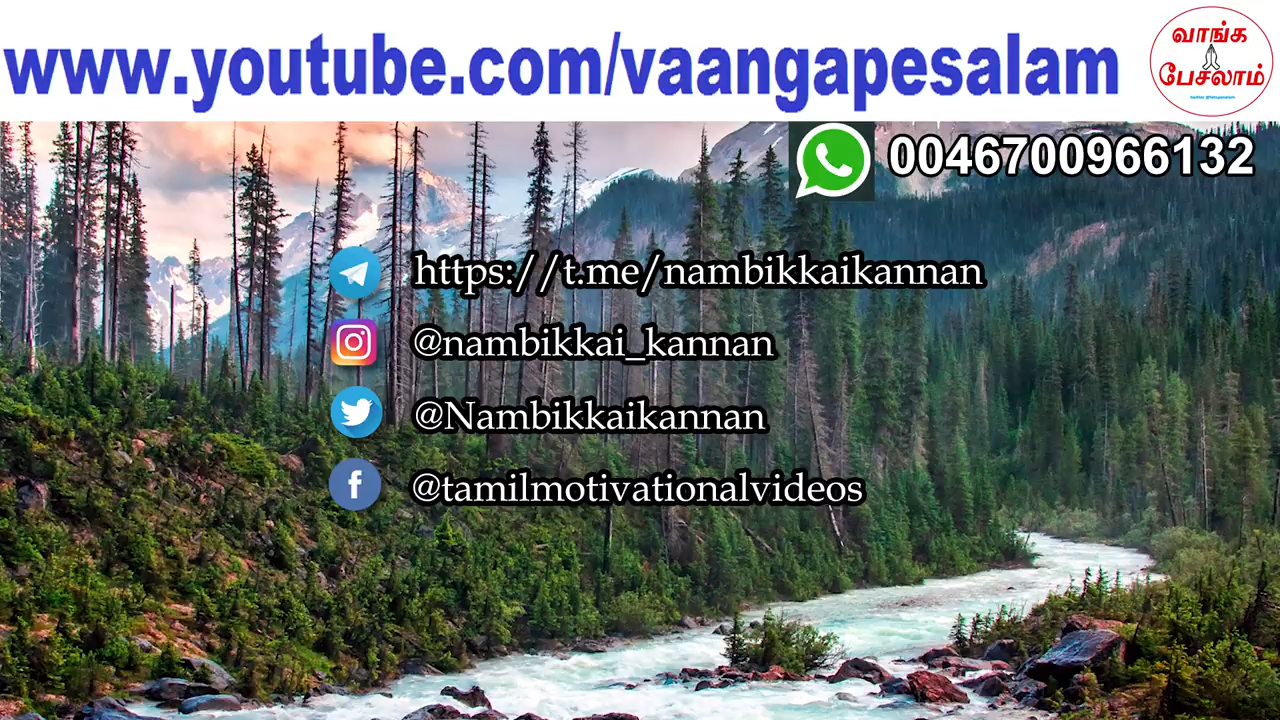 www.youtube.com/vaangapesalam
வாங்க
பேசலாம்
0046700966132
https://t.me/nambikkaikannan
@nambikkai_kannan
@Nambikkaikannan
@tamilmotivationalvideos